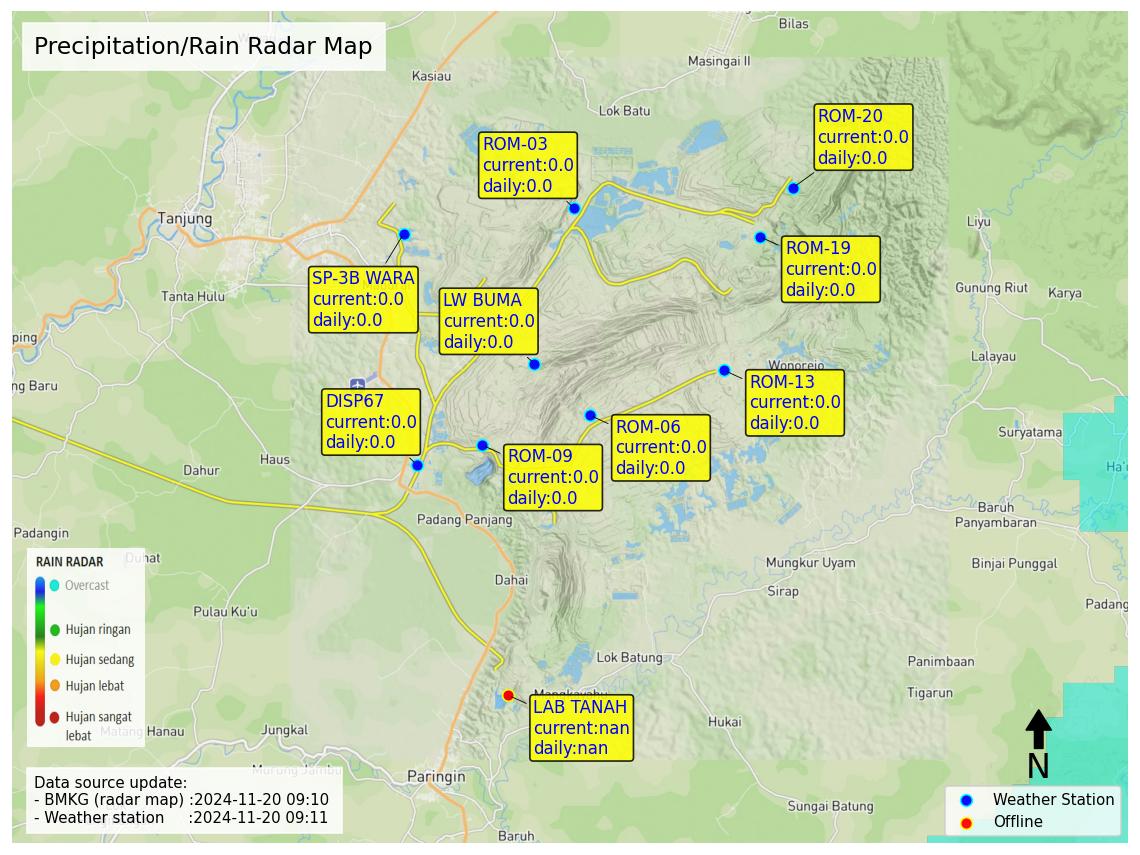 Precipitation/Rain Radar Map
Bilas
Masingai II
Kasiau
Lok Batu
ROM-20
current:0.0
daily:0.0
ROM-03
current:0.0
daily:0.0
Tanjung
Liyu
ROM-19
current:0.0
daily:0.0
SP-3B WARA
current:0.0
daily:0.0
LW BUMA
current:0.0
daily:0.0
Tanta Hulu
Gunung Riut
Karya
ping
Lalayau
Wonorejo
ng Baru
ROM-13
current:0.0
daily:0.0
DISP67
current:0.0
daily:0.0
ROM-06
current:0.0
daily:0.0
Suryatama
ROM-09
current:0.0
daily:0.0
Haus
Dahur
Ha'u
Baruh
Panyambaran
Padang Panjang
Padangin
Duhat
Mungkur Uyam
Binjai Punggal
Dahai
Sirap
Padang
Pulau Ku'u
RAIN RADAR
Overcast
Hujan ringan
Hujan sedang
Hujan lebat
Hujan sangat
lebat
Lok Batung
Panimbaan
Tigarun
Mangkayahu
LAB TANAH
current:nan
daily:nan
Hukai
Matang Hanau
Jungkal
Murung Jambu
Paringin
N
Data source update:
- BMKG (radar map) :2024-11-20 09:10
- Weather station :2024-11-20 09:11
Sungai Batung
Baruh
Weather Station
Offline